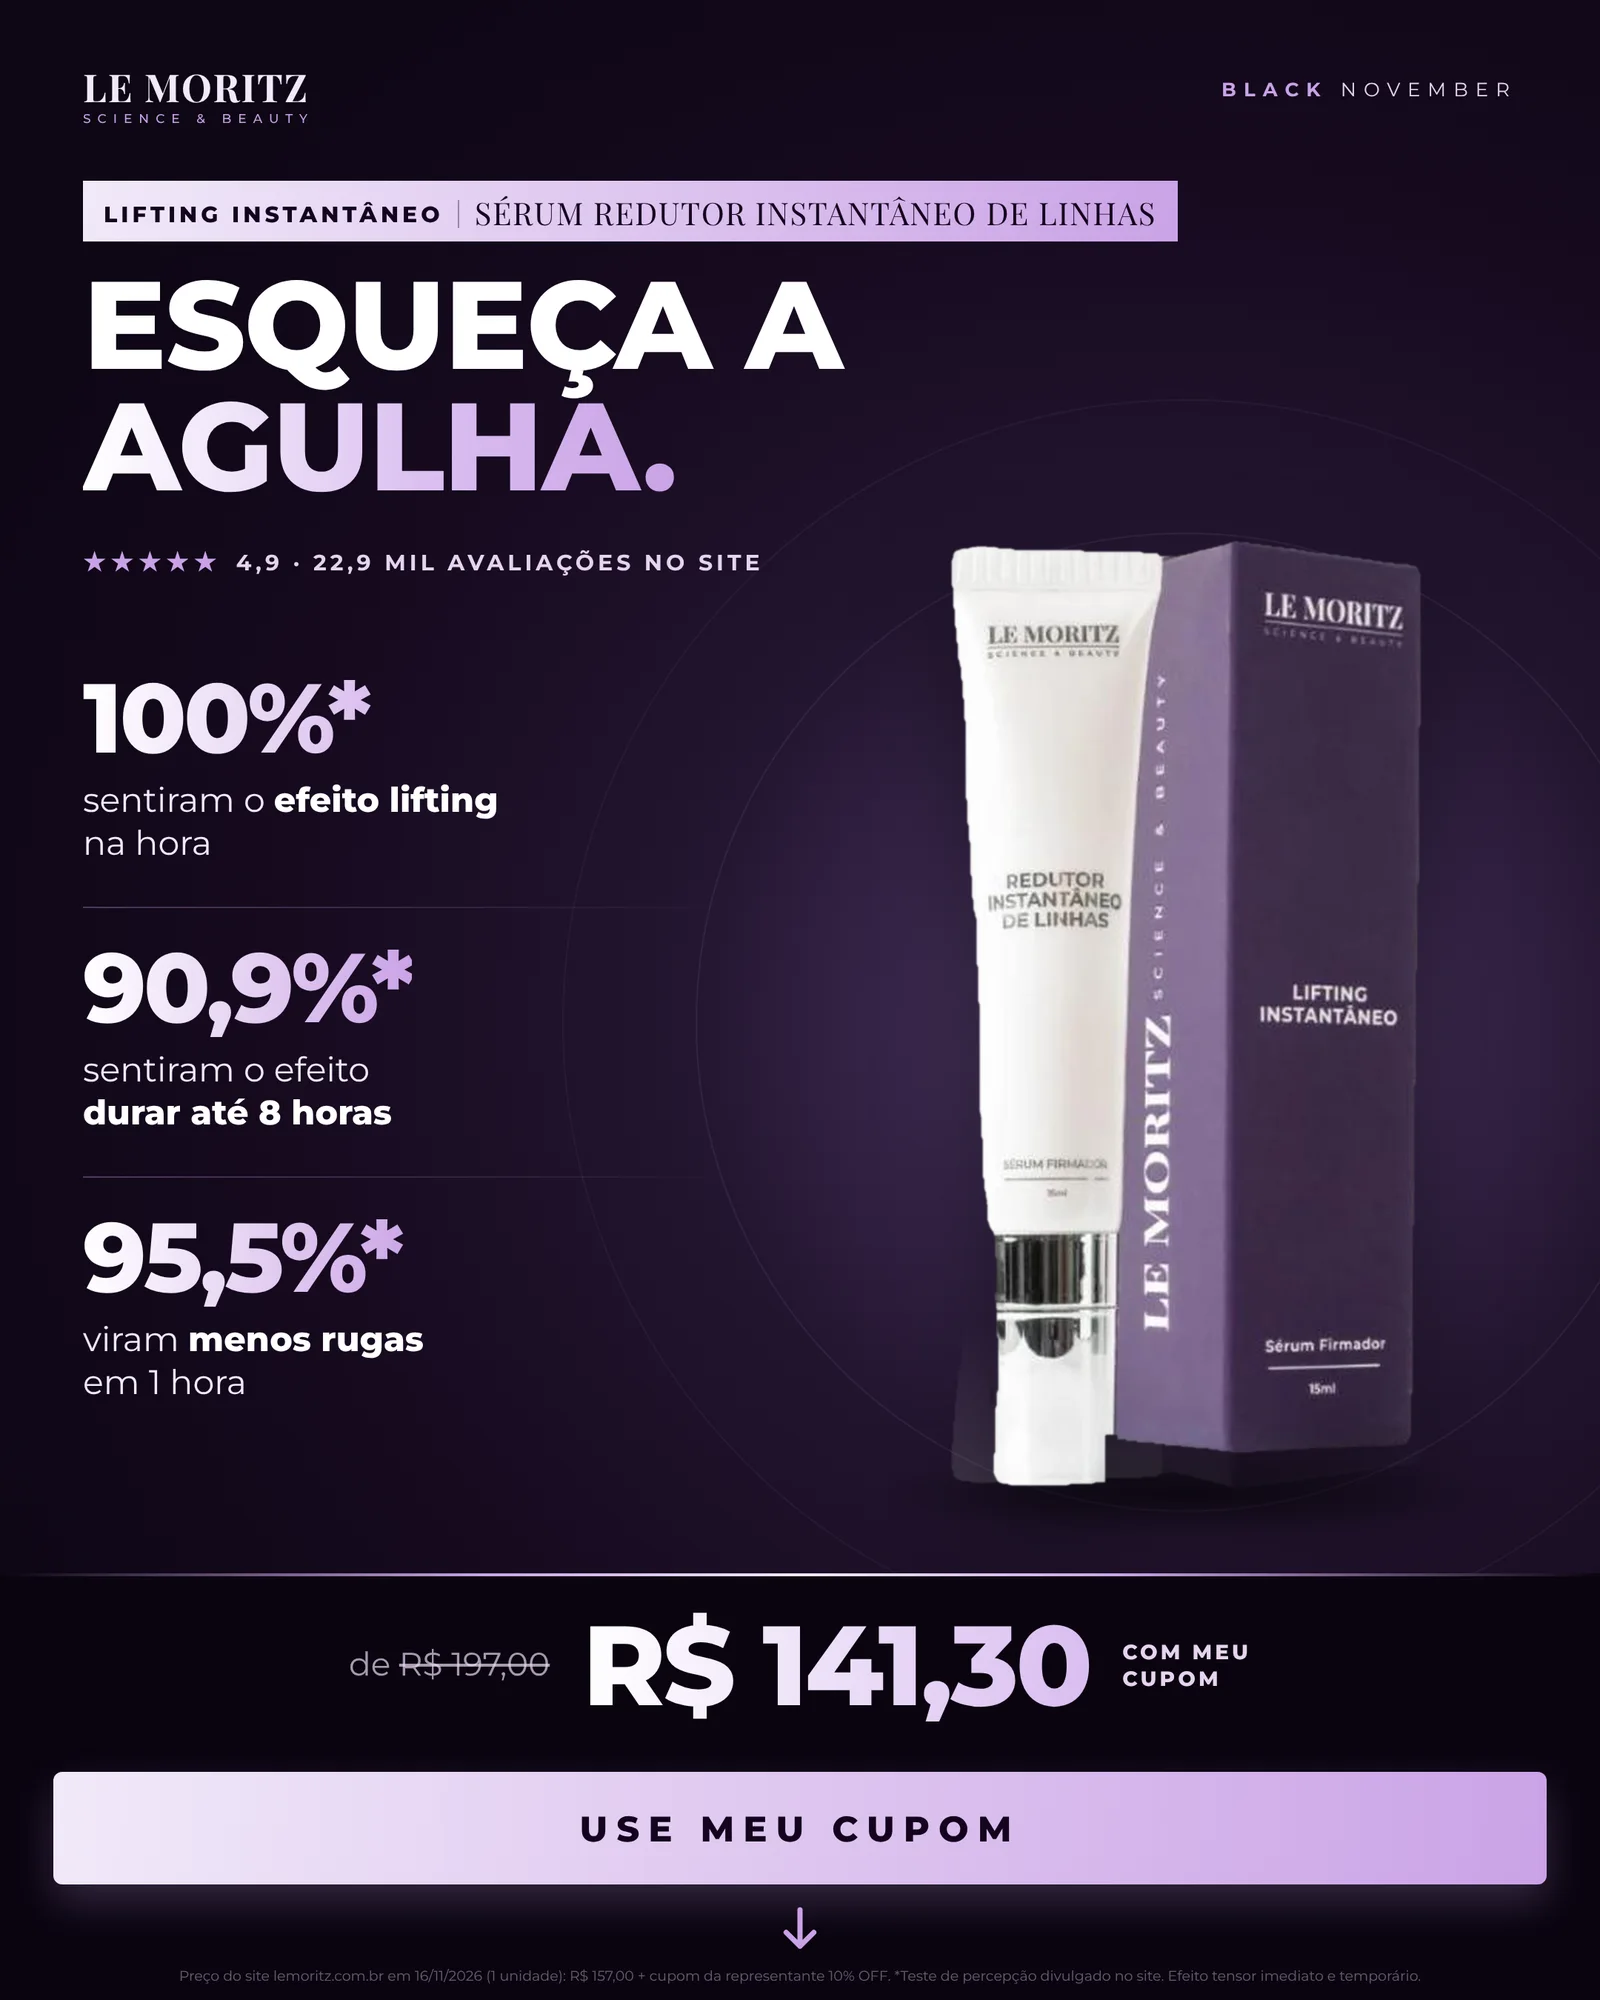 LE MORITZ
SCIENCE & BEAUTY
BLACK NOVEMBER
LIFTING INSTANTÂNEO | SÉRUM REDUTOR INSTANTÂNEO DE LINHAS
ESQUEÇA A
AGULHA.
★★★★★ 4,9 · 22,9 MIL AVALIAÇÕES NO SITE
100%*
sentiram o efeito lifting
na hora
90,9%*
sentiram o efeito
durar até 8 horas
95,5%*
viram menos rugas
em 1 hora
LE MORITZ
SCIENCE & BEAUTY
REDUTOR
INSTANTÂNEO
DE LINHAS
SÉRUM FIRMADOR
15ml
LE MORITZ SCIENCE & BEAUTY
LE MORITZ
SCIENCE & BEAUTY
LIFTING
INSTANTÂNEO
Sérum Firmador
15ml
de R$ 197,00
R$ 141,30
COM MEU
CUPOM
USE MEU CUPOM
Preço do site lemoritz.com.br em 16/11/2026 (1 unidade): R$ 157,00 + cupom da representante 10% OFF. *Teste de percepção divulgado no site. Efeito tensor imediato e temporário.